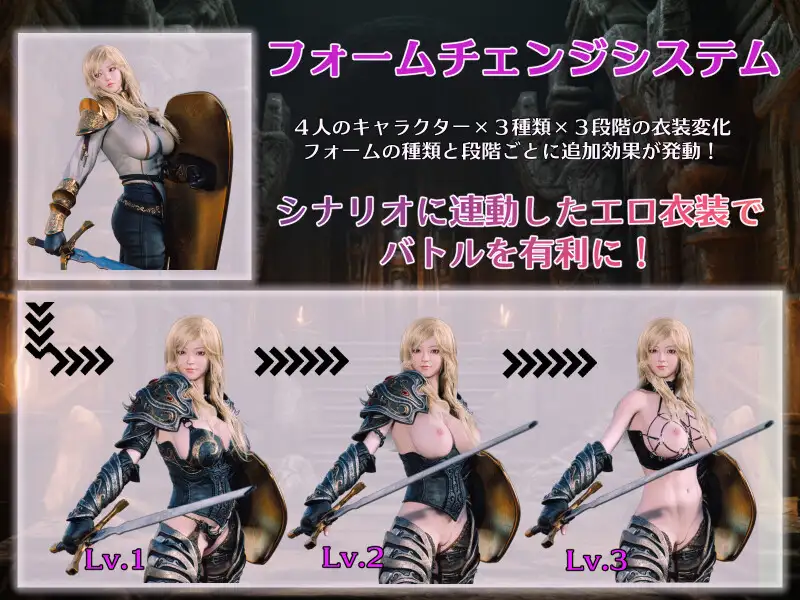 フォームチェンジシステム
４人のキャラクター×３種類×３段階の衣装変化
フォームの種類と段階ごとに追加効果が発動！
シナリオに連動したエロ衣装で
バトルを有利に！
Lv.1
Lv.2
Lv.3